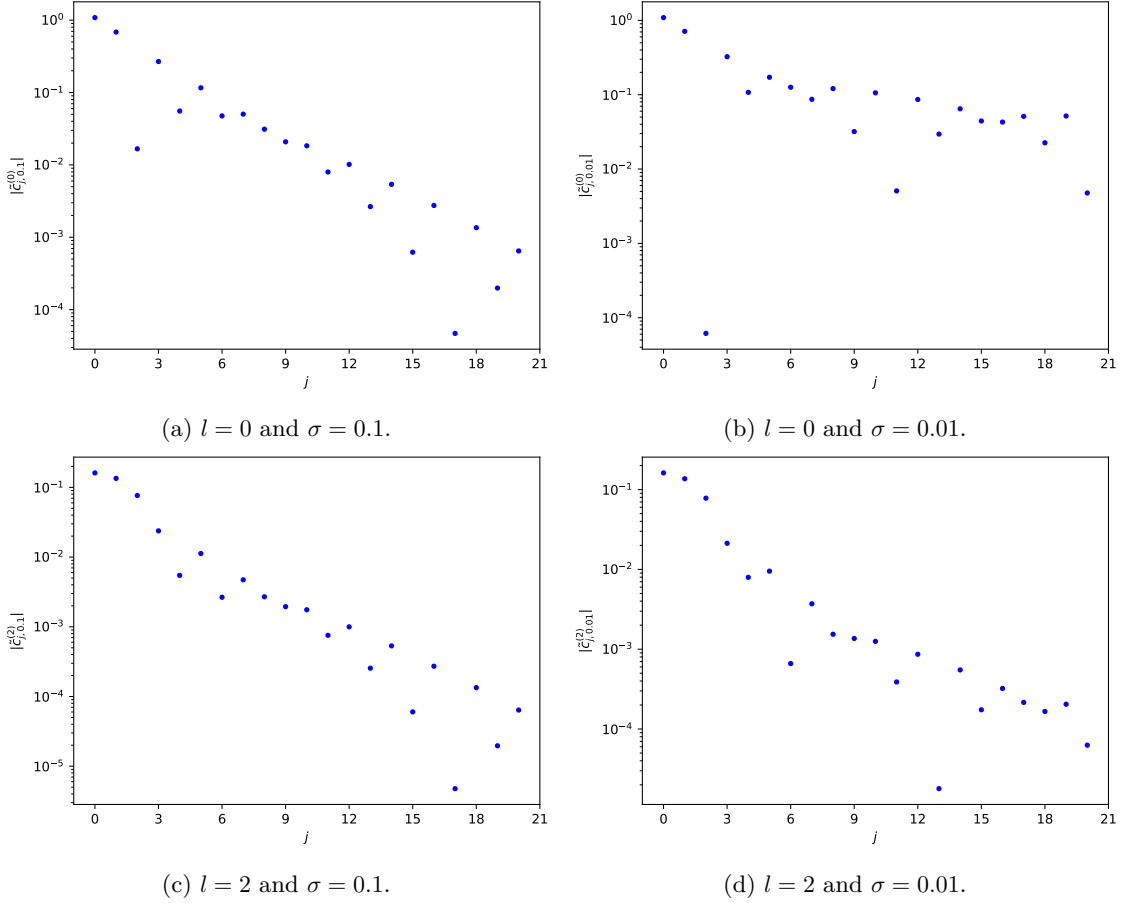 10⁰
10⁻¹
10⁻²
10⁻³
10⁻⁴
|c̃⁽⁰⁾_{j, 0.1}|
0 3 6 9 12 15 18 21
j
(a) l = 0 and σ = 0.1.
10⁰
10⁻¹
10⁻²
10⁻³
10⁻⁴
|c̃⁽⁰⁾_{j, 0.01}|
0 3 6 9 12 15 18 21
j
(b) l = 0 and σ = 0.01.
10⁻¹
10⁻²
10⁻³
10⁻⁴
10⁻⁵
|c̃⁽²⁾_{j, 0.1}|
0 3 6 9 12 15 18 21
j
(c) l = 2 and σ = 0.1.
10⁻¹
10⁻²
10⁻³
10⁻⁴
|c̃⁽²⁾_{j, 0.01}|
0 3 6 9 12 15 18 21
j
(d) l = 2 and σ = 0.01.